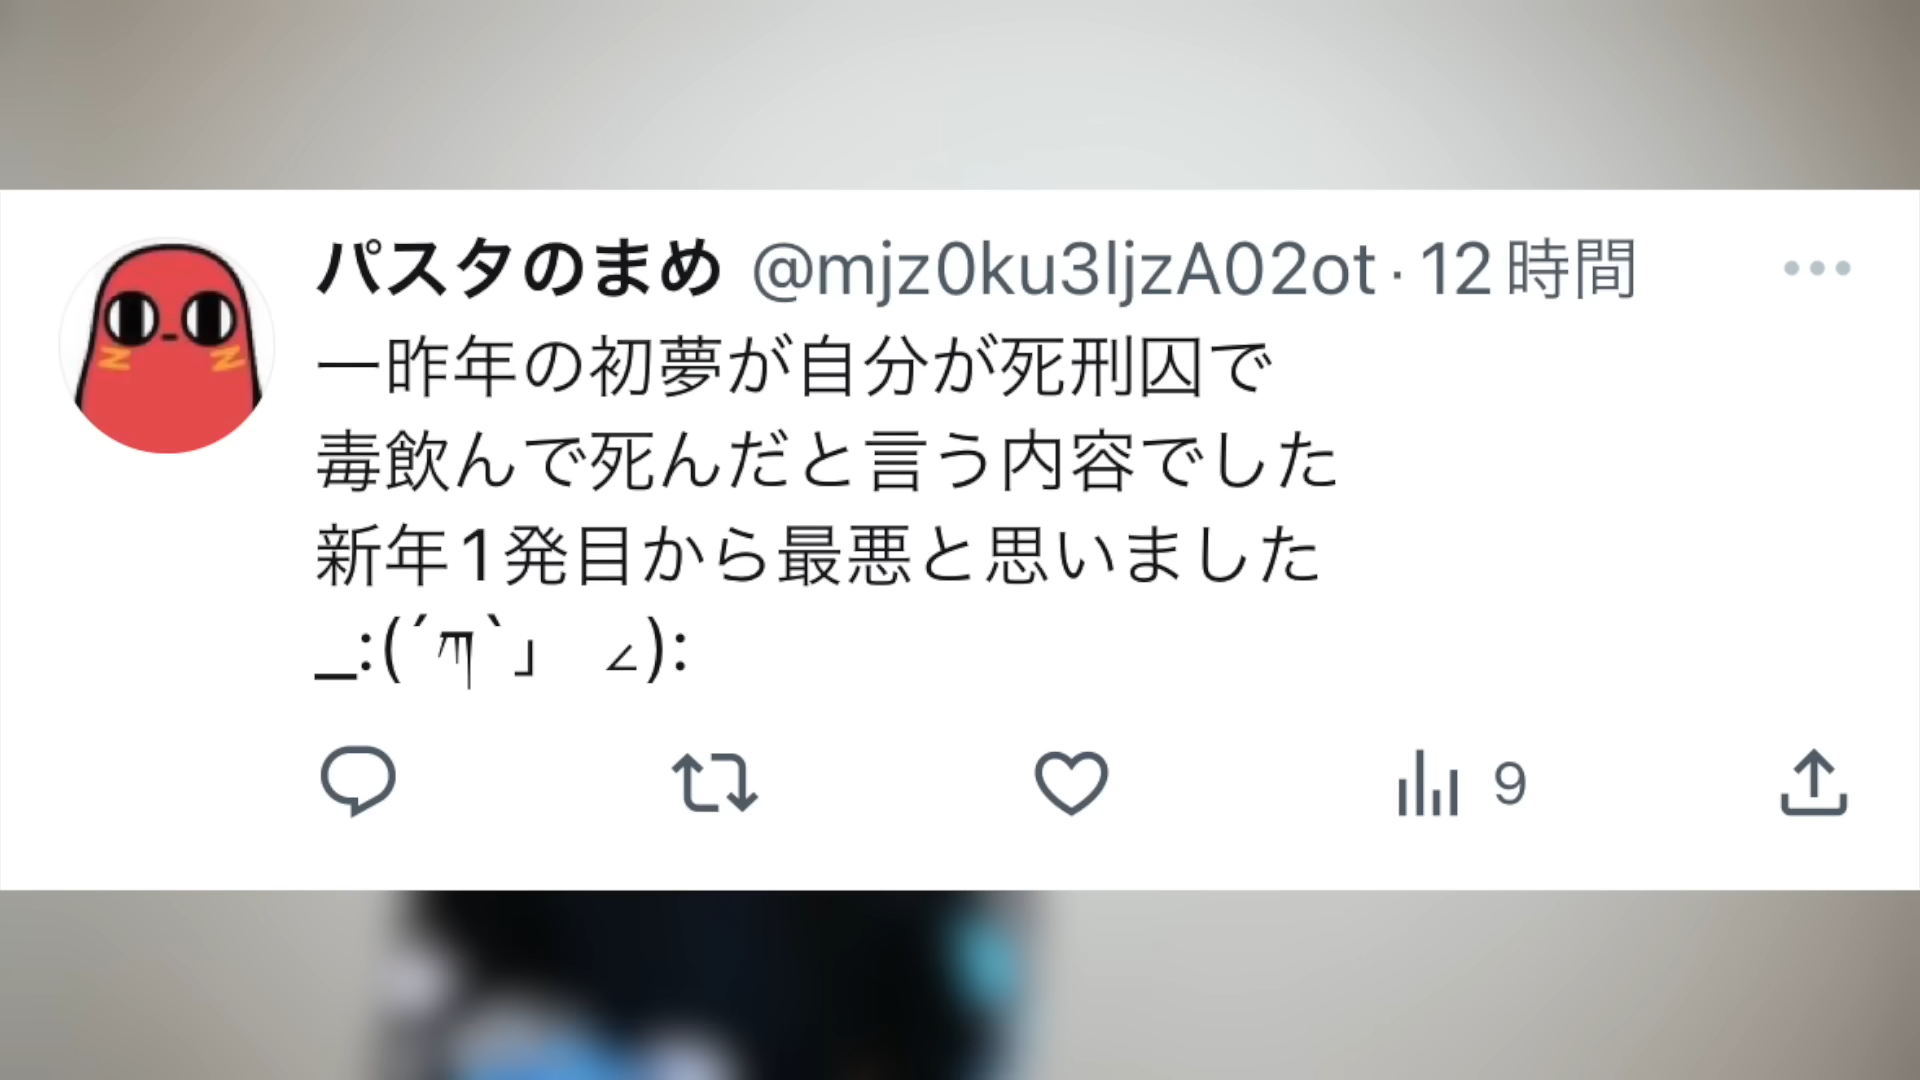 パスタのまめ @mjz0ku3ljzA02ot · 12時間
一昨年の初夢が自分が死刑囚で
毒飲んで死んだと言う内容でした
新年1発目から最悪と思いました
_:(´ཀ`」 ∠):
9